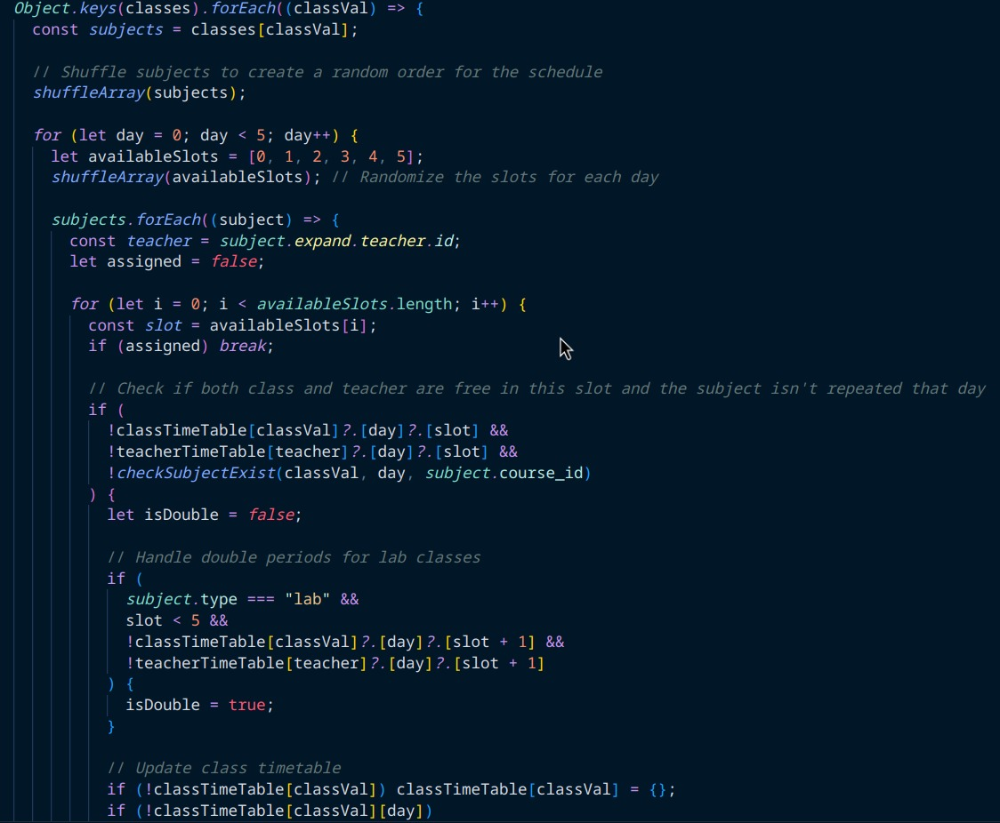 Object.keys(classes).forEach((classVal) => {
const subjects = classes[classVal];
// Shuffle subjects to create a random order for the schedule
shuffleArray(subjects);
for (let day = 0; day < 5; day++) {
let availableSlots = [0, 1, 2, 3, 4, 5];
shuffleArray(availableSlots); // Randomize the slots for each day
subjects.forEach((subject) => {
const teacher = subject.expand.teacher.id;
let assigned = false;
for (let i = 0; i < availableSlots.length; i++) {
const slot = availableSlots[i];
if (assigned) break;
// Check if both class and teacher are free in this slot and the subject isn't repeated that day
if (
!classTimeTable[classVal]?.[day]?.[slot] &&
!teacherTimeTable[teacher]?.[day]?.[slot] &&
!checkSubjectExist(classVal, day, subject.course_id)
) {
let isDouble = false;
// Handle double periods for lab classes
if (
subject.type === "lab" &&
slot < 5 &&
!classTimeTable[classVal]?.[day]?.[slot + 1] &&
!teacherTimeTable[teacher]?.[day]?.[slot + 1]
) {
isDouble = true;
}
// Update class timetable
if (!classTimeTable[classVal]) classTimeTable[classVal] = {};
if (!classTimeTable[classVal][day])